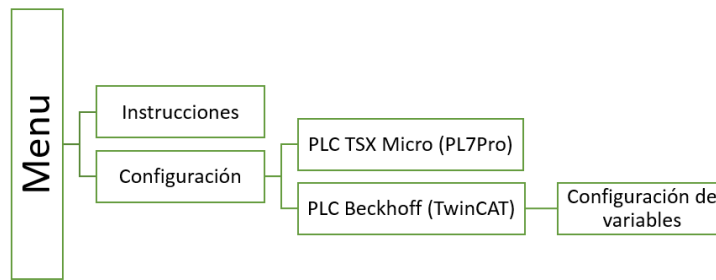 Menu
Instrucciones
Configuración
PLC TSX Micro (PL7Pro)
PLC Beckhoff (TwinCAT)
Configuración de
variables